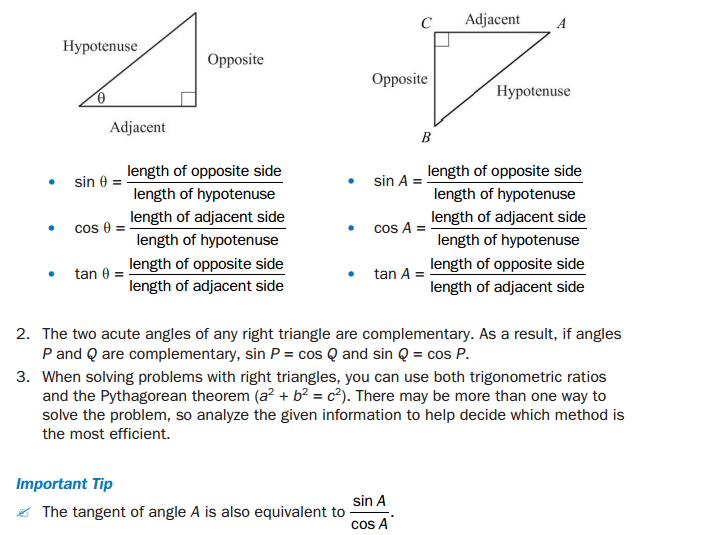 Hypotenuse
Opposite
θ
Adjacent
C Adjacent A
Opposite
Hypotenuse
B
• sin θ = length of opposite side / length of hypotenuse
• cos θ = length of adjacent side / length of hypotenuse
• tan θ = length of opposite side / length of adjacent side
• sin A = length of opposite side / length of hypotenuse
• cos A = length of adjacent side / length of hypotenuse
• tan A = length of opposite side / length of adjacent side
2. The two acute angles of any right triangle are complementary. As a result, if angles
P and Q are complementary, sin P = cos Q and sin Q = cos P.
3. When solving problems with right triangles, you can use both trigonometric ratios
and the Pythagorean theorem (a² + b² = c²). There may be more than one way to
solve the problem, so analyze the given information to help decide which method is
the most efficient.
Important Tip
The tangent of angle A is also equivalent to sin A / cos A.